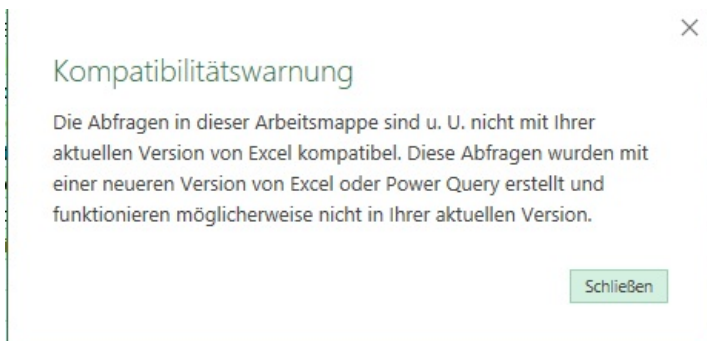 Kompatibilitätswarnung
Die Abfragen in dieser Arbeitsmappe sind u. U. nicht mit Ihrer
aktuellen Version von Excel kompatibel. Diese Abfragen wurden mit
einer neueren Version von Excel oder Power Query erstellt und
funktionieren möglicherweise nicht in Ihrer aktuellen Version.
Schließen